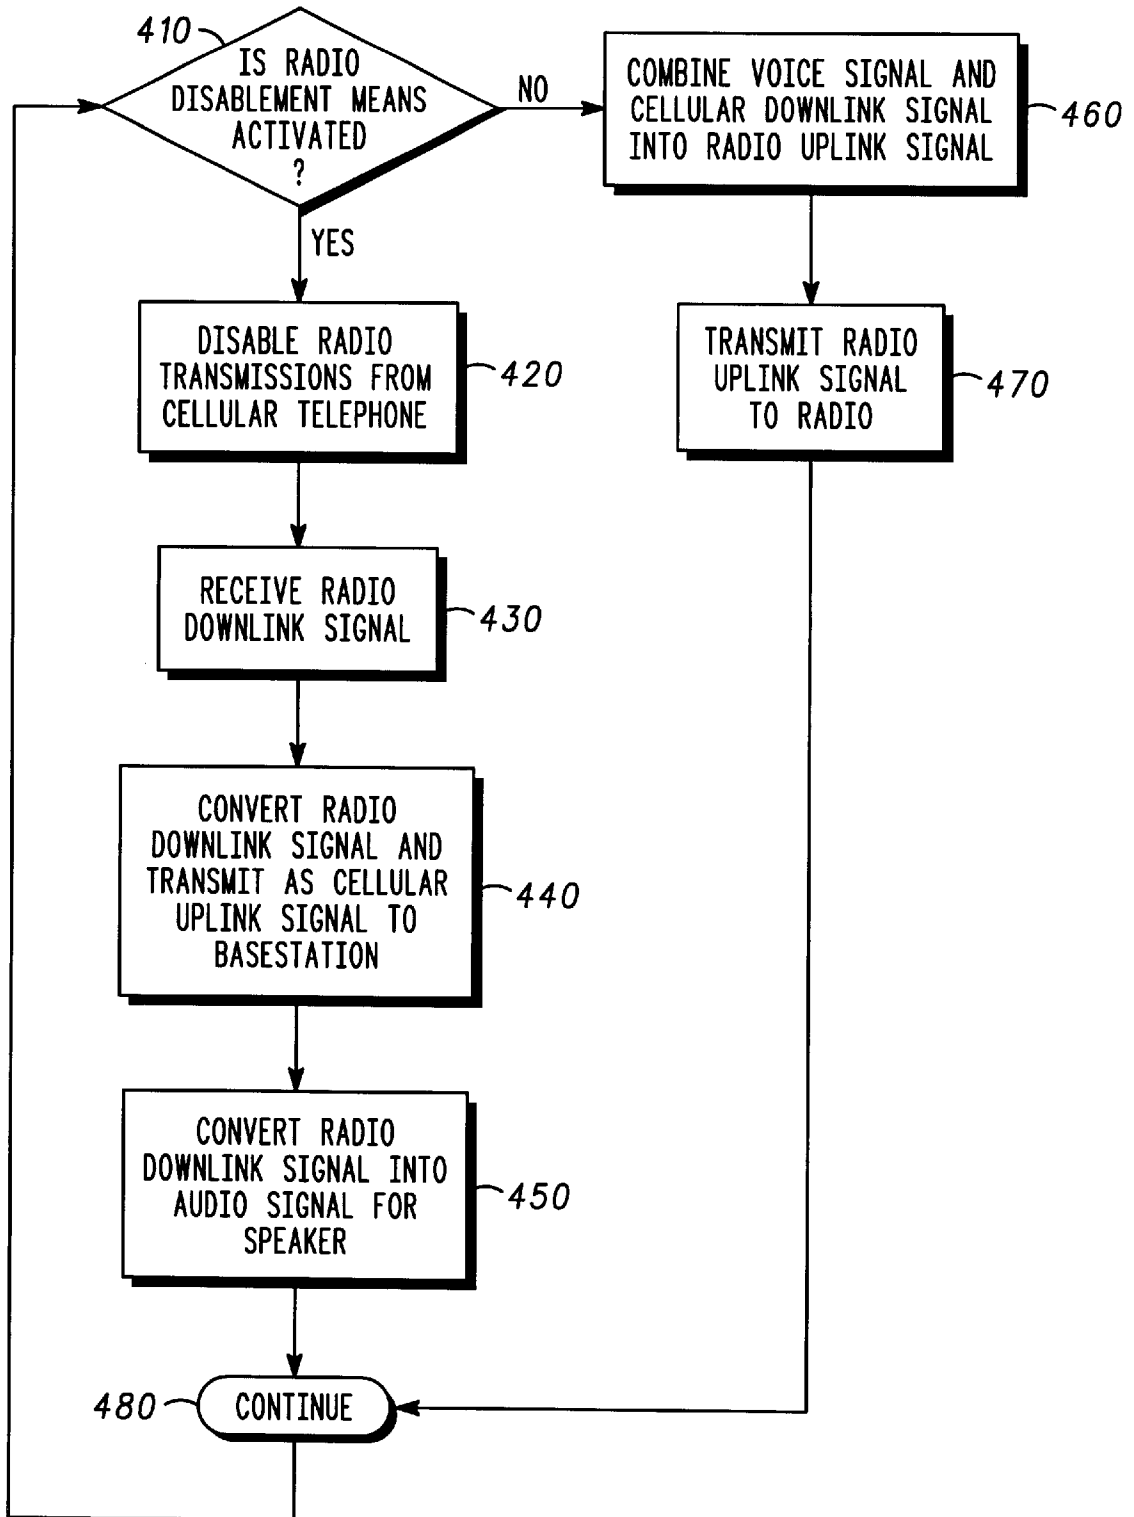 410
IS RADIO
DISABLEMENT MEANS
ACTIVATED
?
NO
YES
COMBINE VOICE SIGNAL AND
CELLULAR DOWNLINK SIGNAL
INTO RADIO UPLINK SIGNAL
460
DISABLE RADIO
TRANSMISSIONS FROM
CELLULAR TELEPHONE
420
TRANSMIT RADIO
UPLINK SIGNAL
TO RADIO
470
RECEIVE RADIO
DOWNLINK SIGNAL
430
CONVERT RADIO
DOWNLINK SIGNAL AND
TRANSMIT AS CELLULAR
UPLINK SIGNAL TO
BASESTATION
440
CONVERT RADIO
DOWNLINK SIGNAL INTO
AUDIO SIGNAL FOR
SPEAKER
450
480
CONTINUE